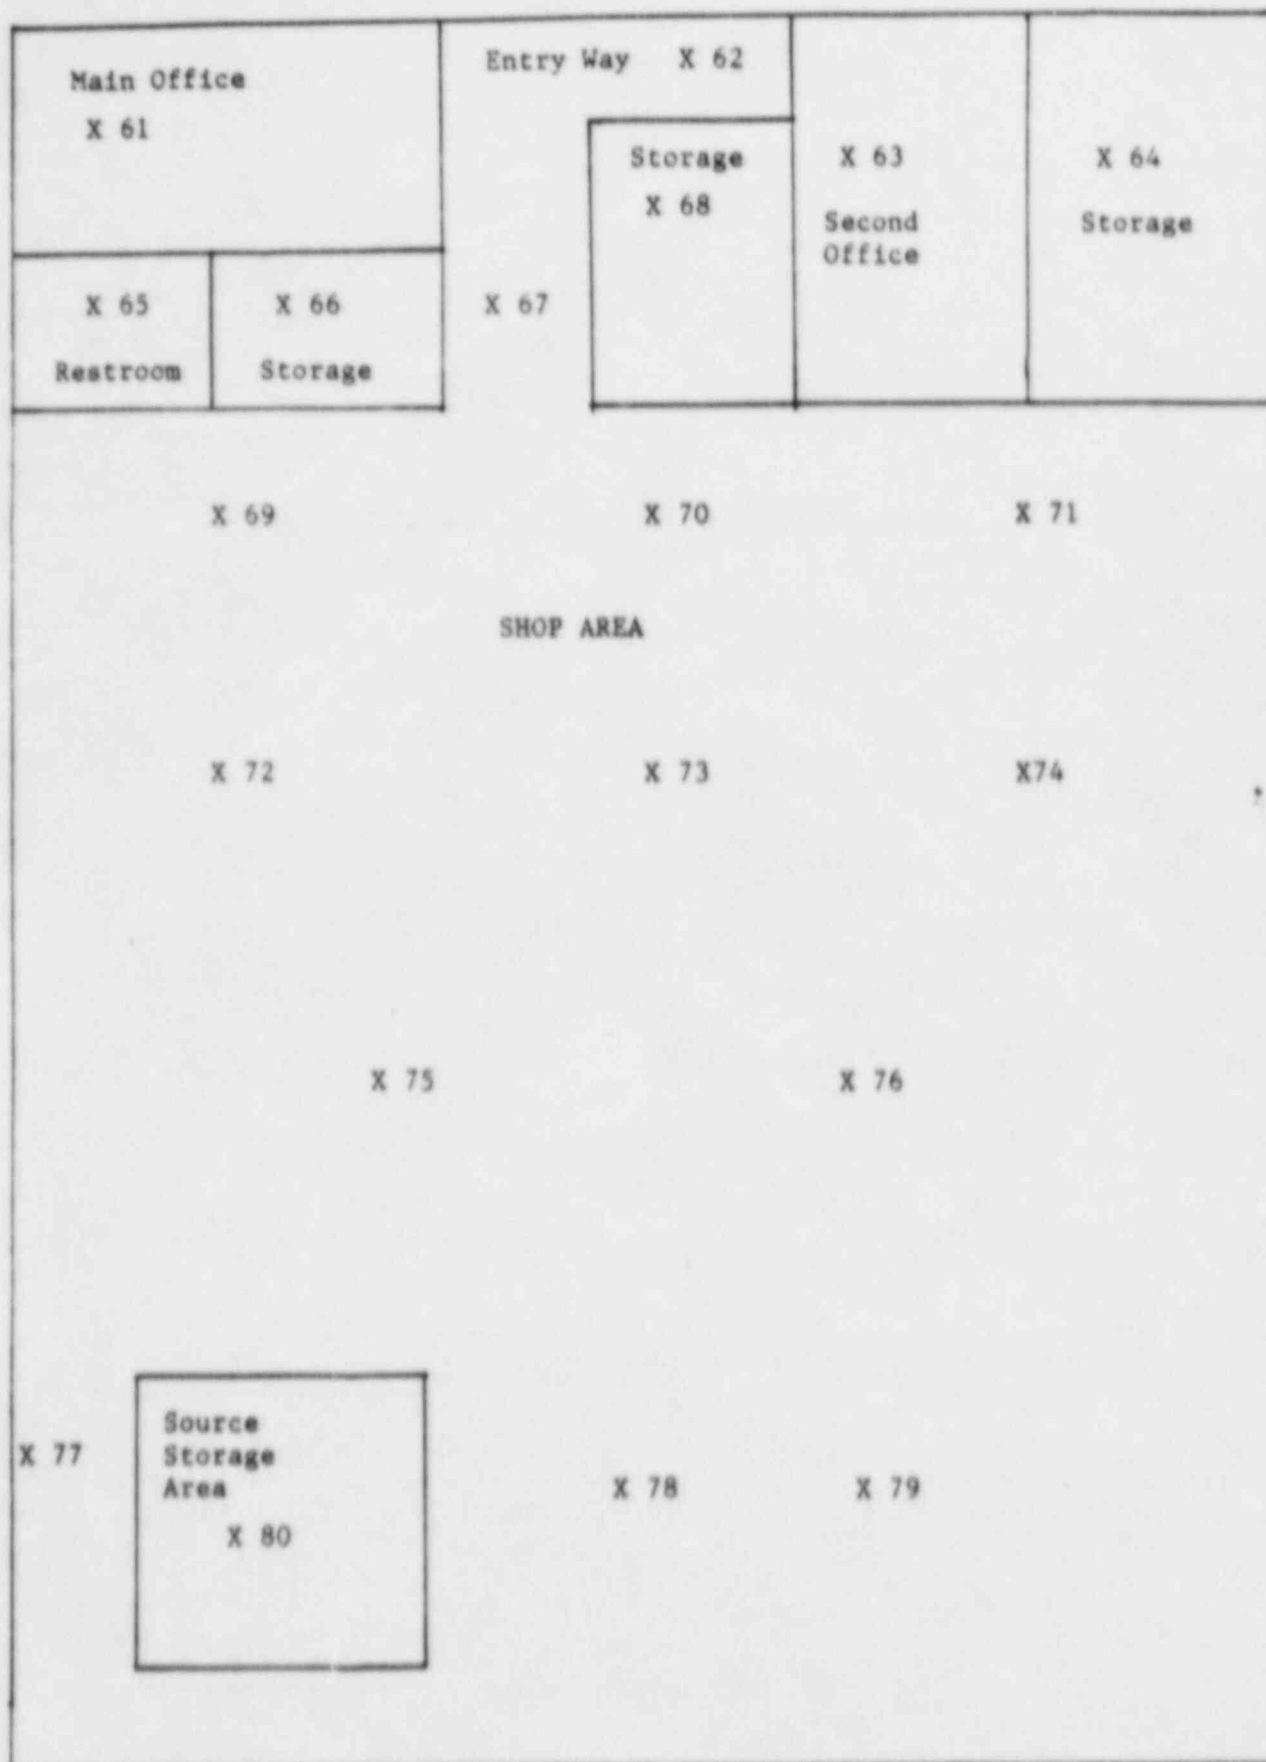 Main Office
X 61
Entry Way X 62
Storage
X 68
X 63
Second
Office
X 64
Storage
X 65
Restroom
X 66
Storage
X 67
X 69 X 70 X 71
SHOP AREA
X 72 X 73 X74
X 75 X 76
X 77
Source
Storage
Area
X 80
X 78 X 79